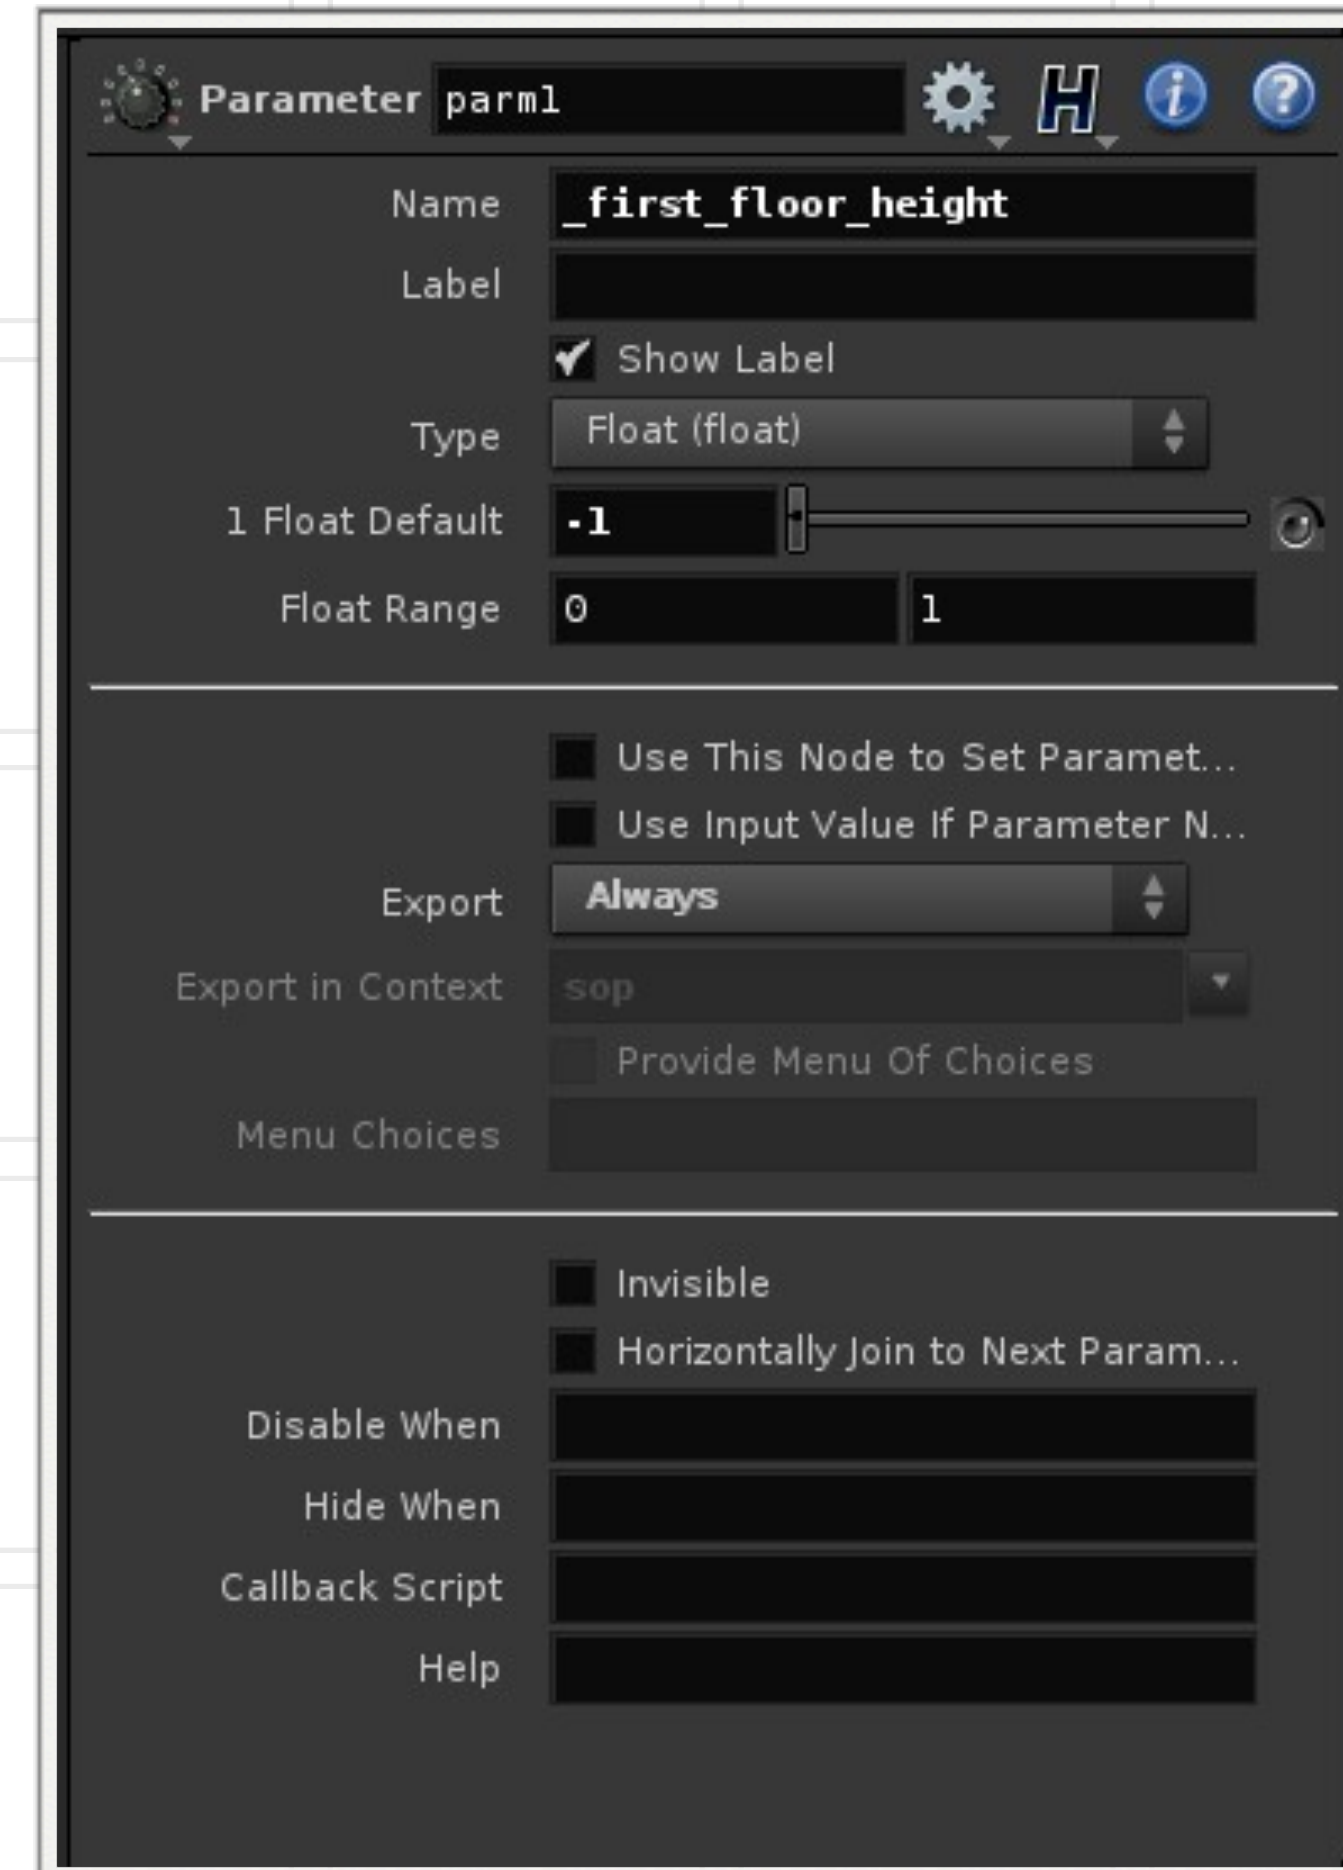 Parameter parm1
Name _first_floor_height
Label
Show Label
Type Float (float)
1 Float Default -1
Float Range 0 1
Use This Node to Set Paramet...
Use Input Value If Parameter N...
Export Always
Export in Context sop
Provide Menu Of Choices
Menu Choices
Invisible
Horizontally Join to Next Param...
Disable When
Hide When
Callback Script
Help